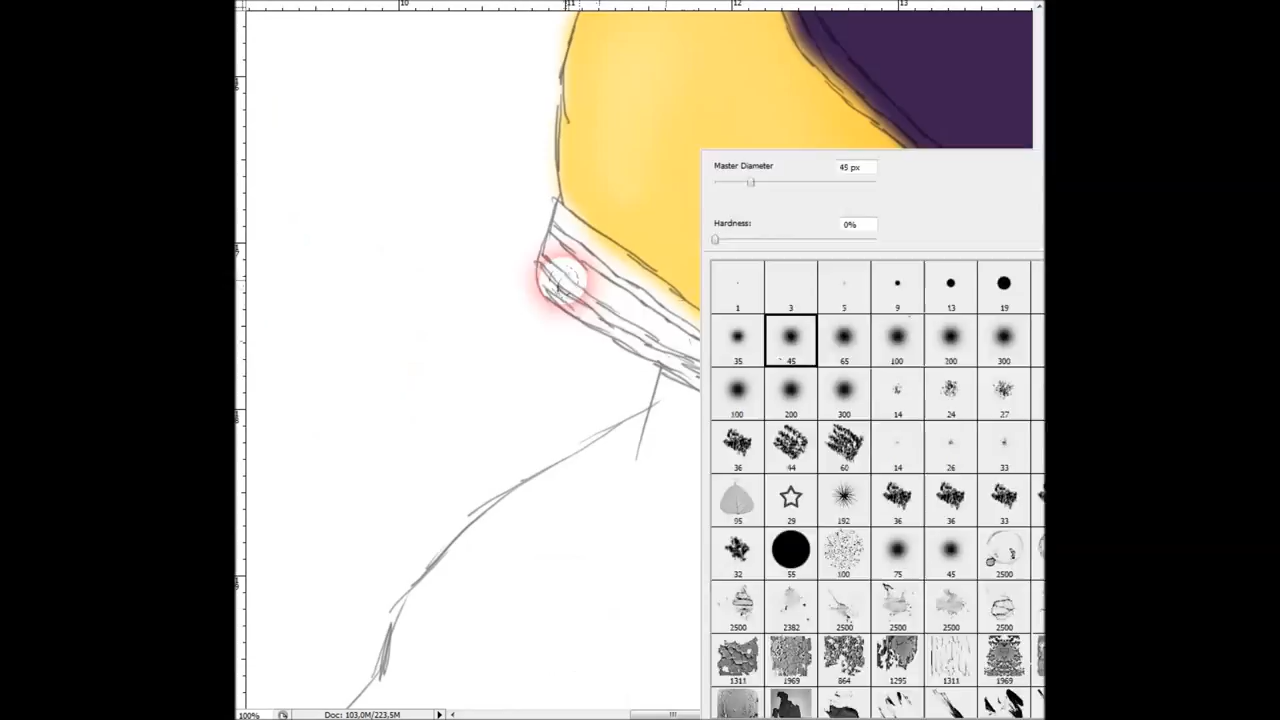 10 11 12 13
Master Diameter 45 px
Hardness: 0%
1 3 5 9 13 19
35 45 65 100 200 300
100 200 300 14 24 27
36 44 60 14 26 33
95 29 192 36 36 33
32 55 100 75 45 2500
2500 2382 2500 2500 2500 2500
1311 1969 864 1295 1311 1969
100% Doc: 103,0M/223,5M